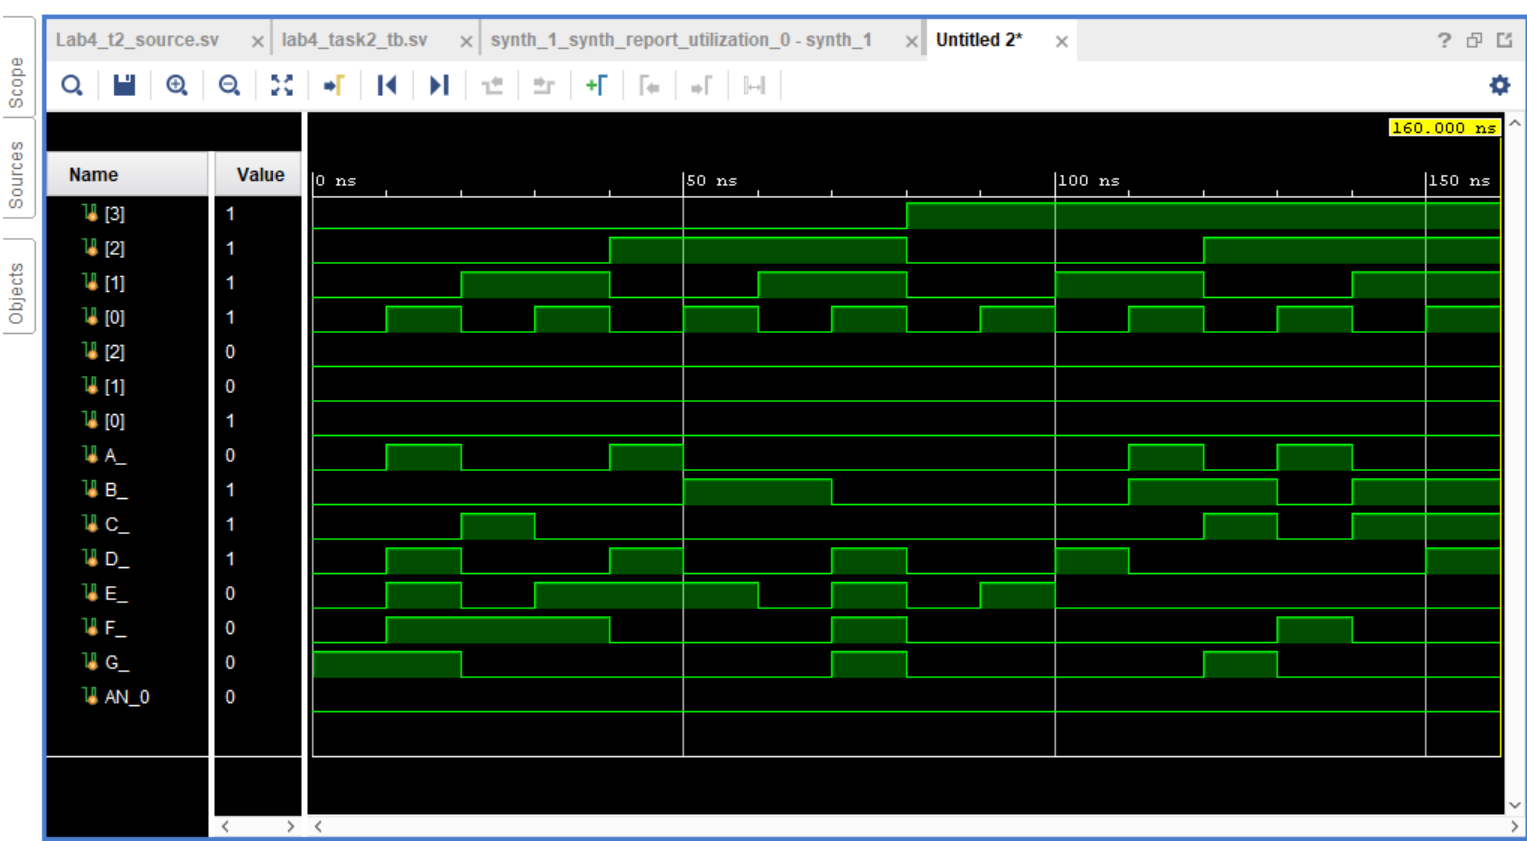 Lab4_t2_source.sv × lab4_task2_tb.sv × synth_1_synth_report_utilization_0 - synth_1 × Untitled 2* × ?
Scope
Sources
Objects
160.000 ns
Name Value 0 ns 50 ns 100 ns 150 ns
[3] 1
[2] 1
[1] 1
[0] 1
[2] 0
[1] 0
[0] 1
A_ 0
B_ 1
C_ 1
D_ 1
E_ 0
F_ 0
G_ 0
AN_0 0